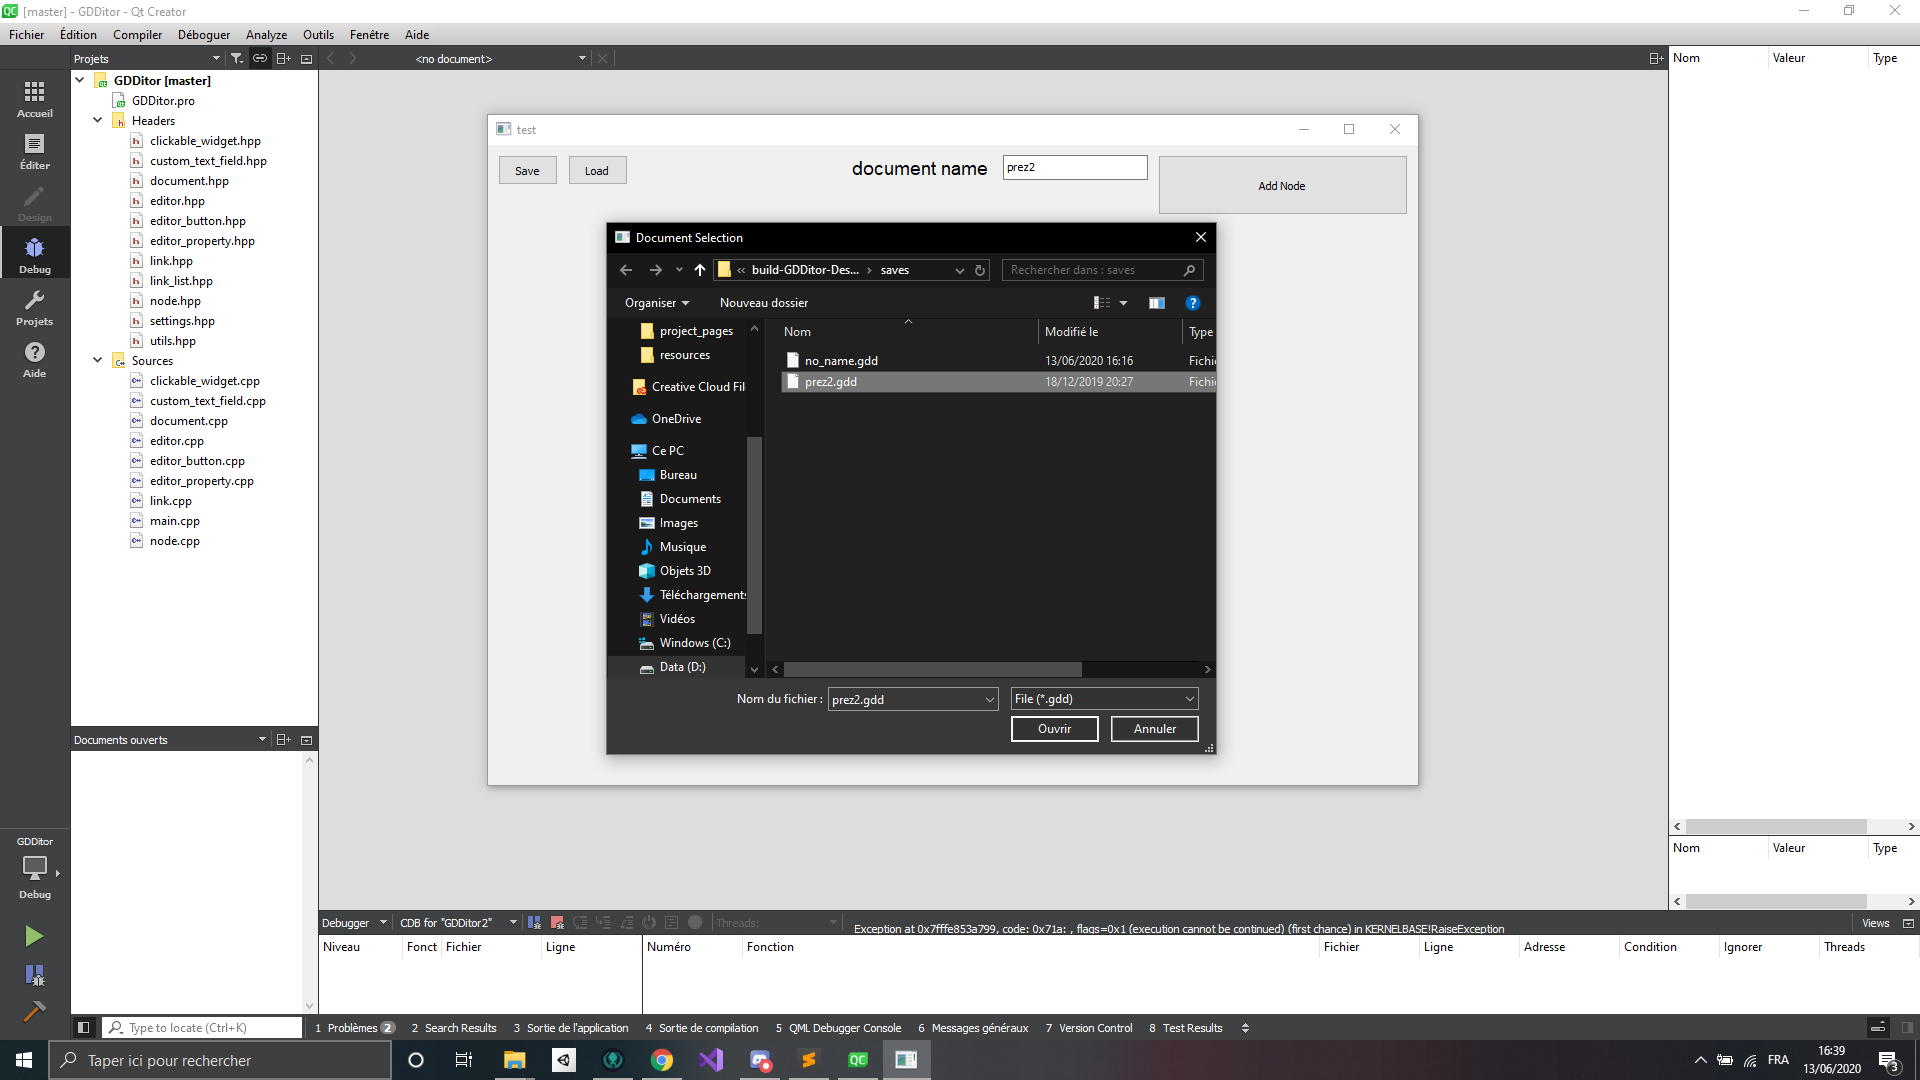 [master] - GDDitor - Qt Creator
Fichier Édition Compiler Déboguer Analyze Outils Fenêtre Aide
Projets
<no document>
Nom Valeur Type
Accueil
Éditer
Design
Debug
Projets
Aide
GDDitor [master]
GDDitor.pro
Headers
clickable_widget.hpp
custom_text_field.hpp
document.hpp
editor.hpp
editor_button.hpp
editor_property.hpp
link.hpp
link_list.hpp
node.hpp
settings.hpp
utils.hpp
Sources
clickable_widget.cpp
custom_text_field.cpp
document.cpp
editor.cpp
editor_button.cpp
editor_property.cpp
link.cpp
main.cpp
node.cpp
test
Save Load document name prez2 Add Node
Document Selection
« build-GDDitor-Des... › saves
Rechercher dans : saves
Organiser Nouveau dossier
project_pages
resources
Creative Cloud Fil
OneDrive
Ce PC
Bureau
Documents
Images
Musique
Objets 3D
Téléchargements
Vidéos
Windows (C:)
Data (D:)
Nom Modifié le Type
no_name.gdd 13/06/2020 16:16 Fichi
prez2.gdd 18/12/2019 20:27 Fichi
Nom du fichier : prez2.gdd File (*.gdd)
Ouvrir Annuler
Documents ouverts
Nom Valeur Type
GDDitor
Debug
Debugger CDB for "GDDitor2" Threads: Exception at 0x7fffe853a799, code: 0x71a: , flags=0x1 (execution cannot be continued) (first chance) in KERNELBASE!RaiseException Views
Niveau Fonct Fichier Ligne Numéro Fonction Fichier Ligne Adresse Condition Ignorer Threads
Type to locate (Ctrl+K) 1 Problèmes 2 2 Search Results 3 Sortie de l'application 4 Sortie de compilation 5 QML Debugger Console 6 Messages généraux 7 Version Control 8 Test Results
Taper ici pour rechercher
FRA
16:39
13/06/2020
3